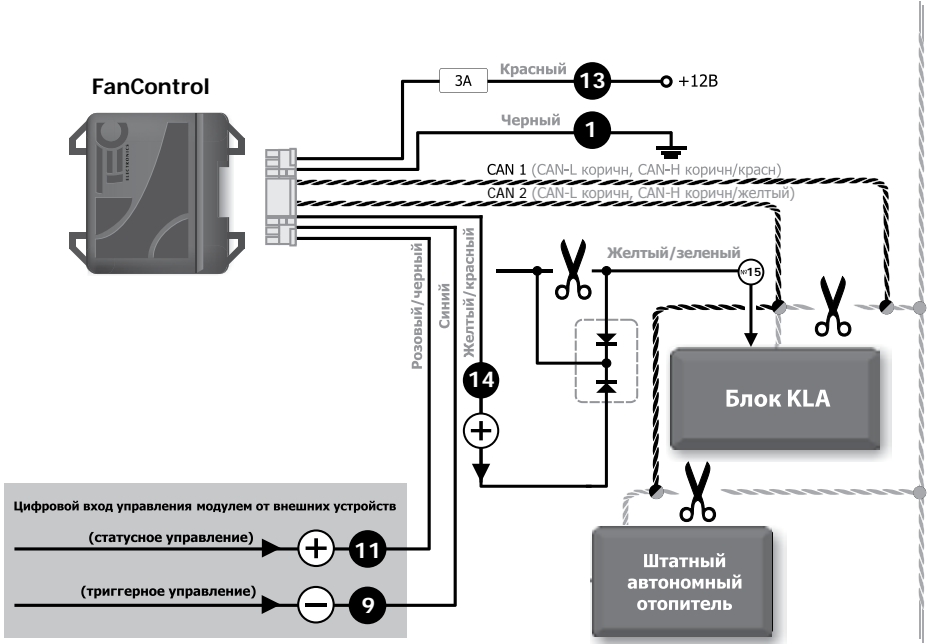 FanControl
TEC
ELECTRONICS
3А
Красный
13
+12В
Черный
1
CAN 1 (CAN-L коричн, CAN-H коричн/красн)
CAN 2 (CAN-L коричн, CAN-H коричн/желтый)
Розовый/черный
Синий
Желтый/красный
Желтый/зеленый
№15
14
Блок KLA
Цифровой вход управления модулем от внешних устройств
(статусное управление)
11
(триггерное управление)
9
Штатный
автономный
отопитель